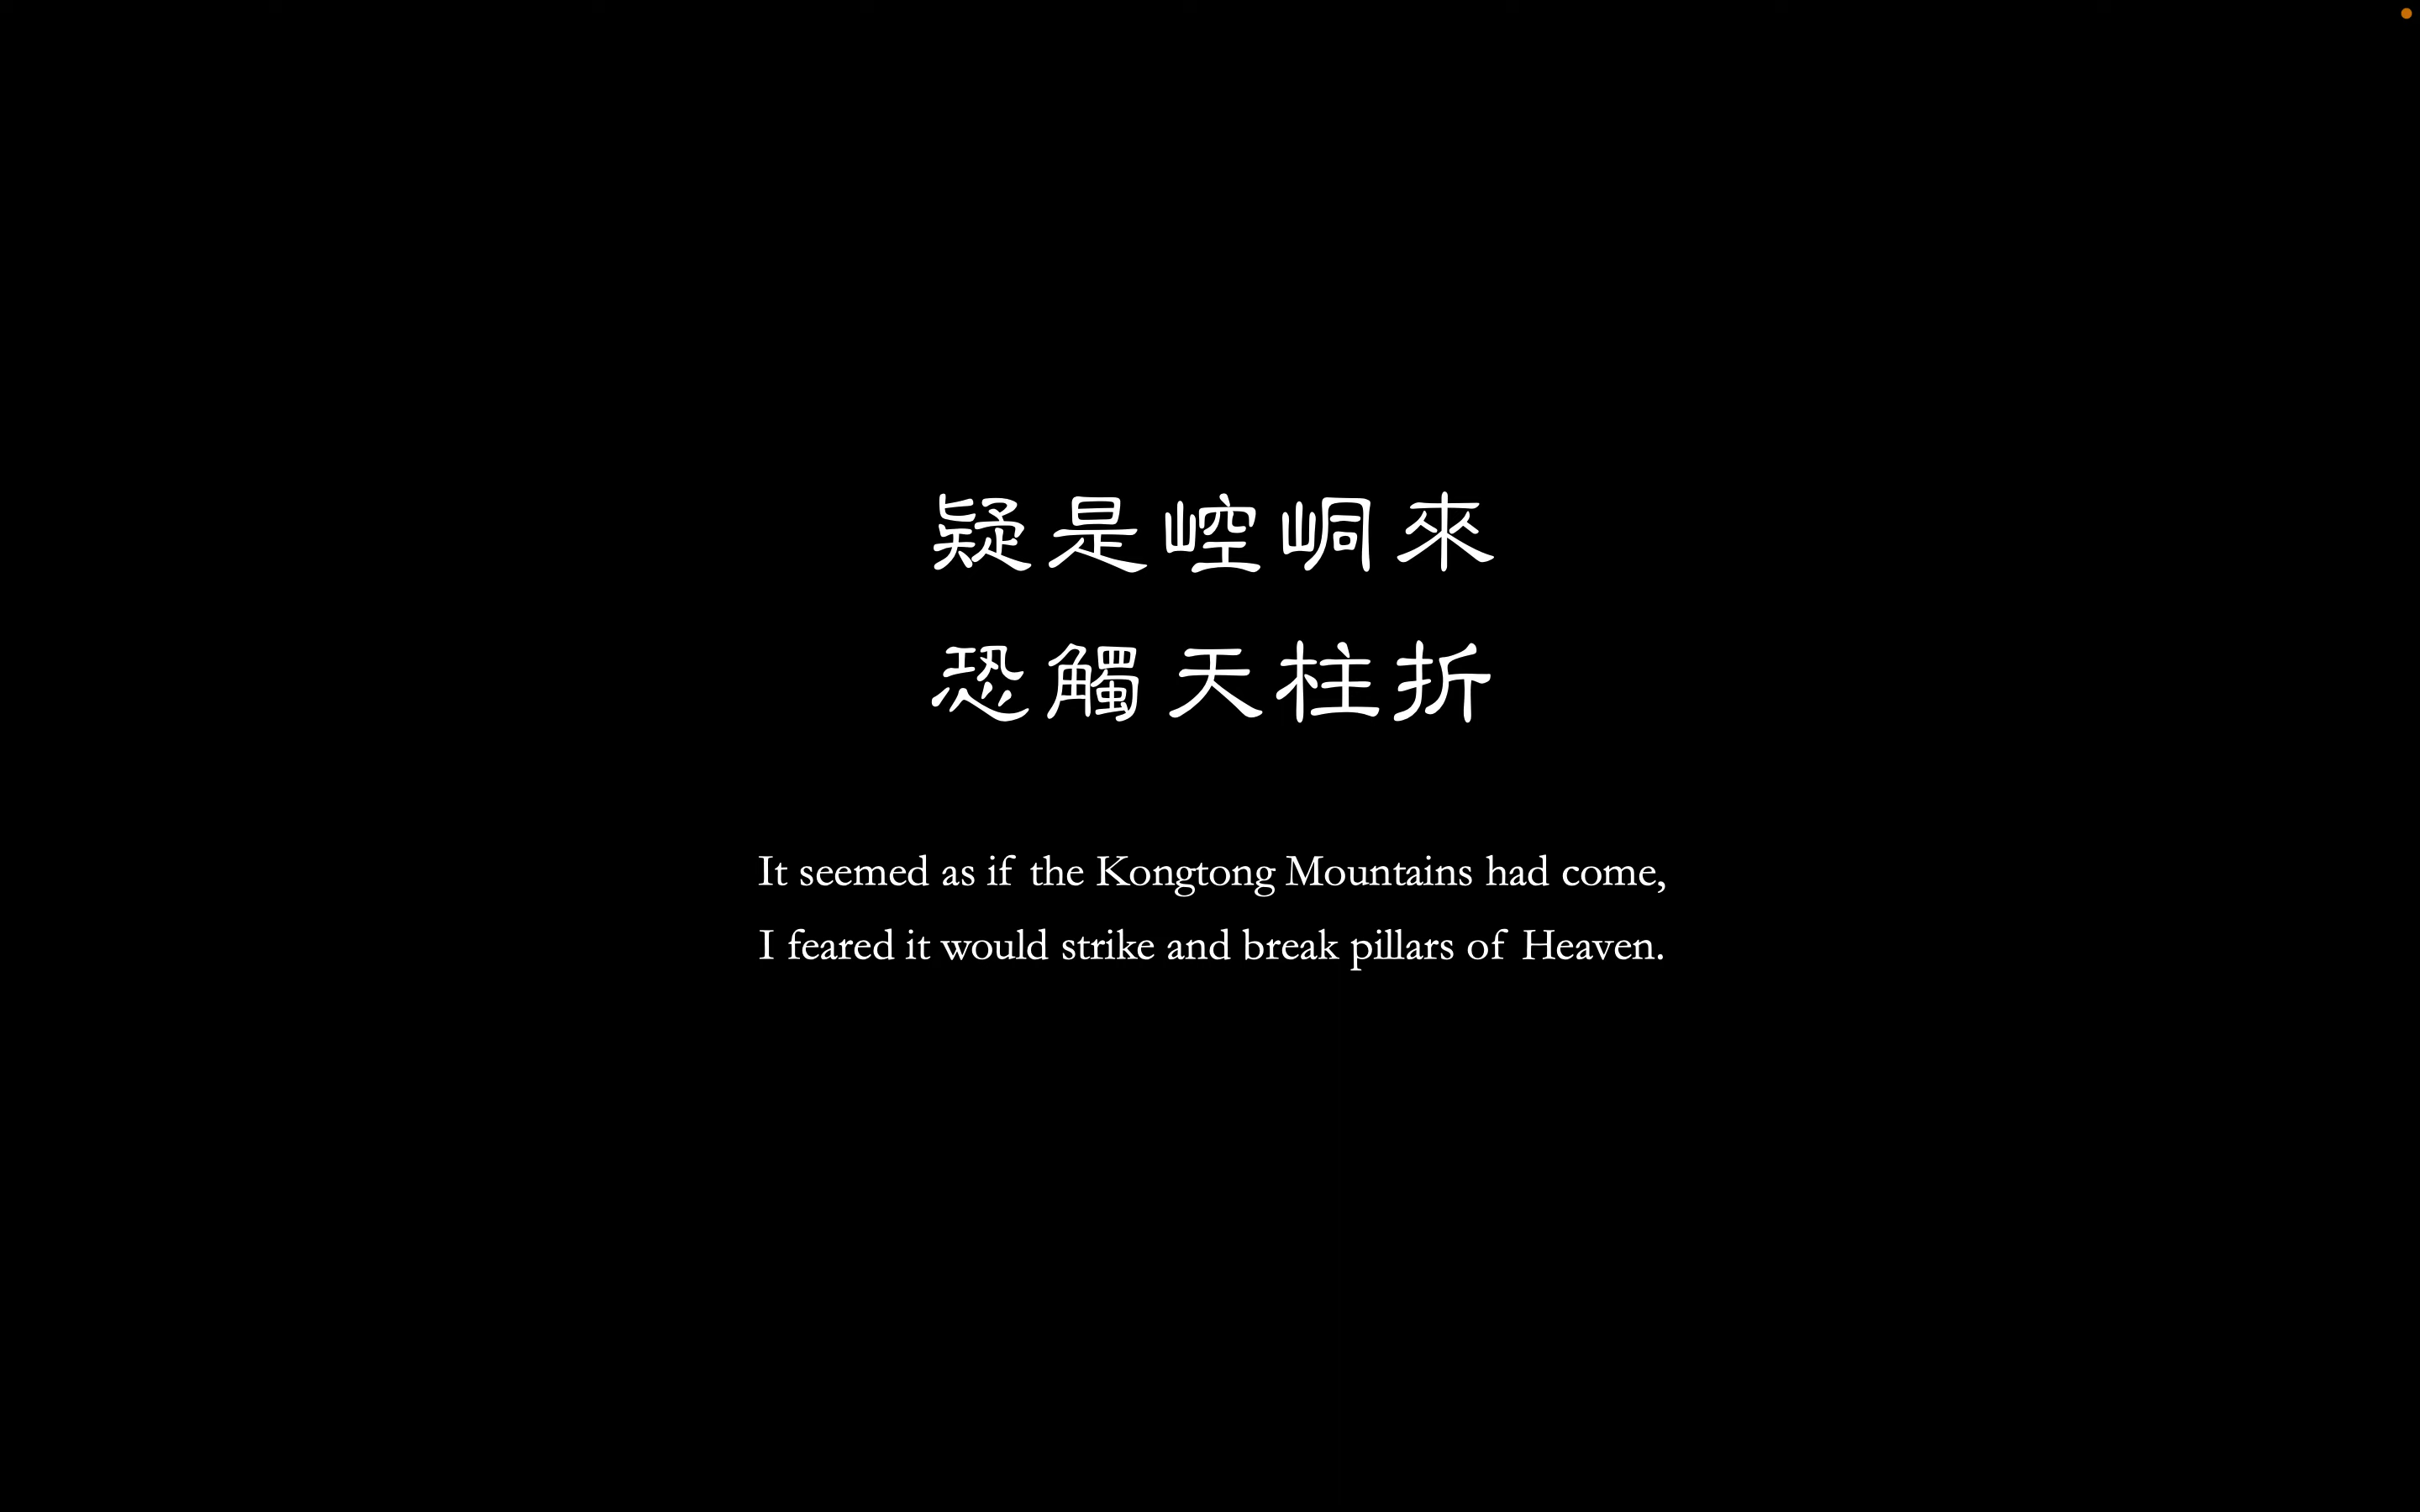 疑是崆峒來
恐觸天柱折
It seemed as if the Kongtong Mountains had come,
I feared it would strike and break pillars of Heaven.